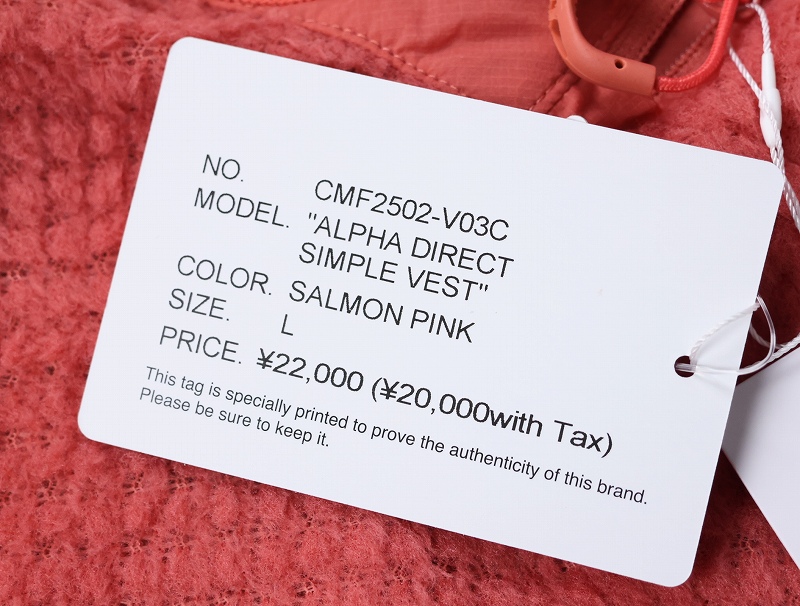 NO. CMF2502-V03C
MODEL. "ALPHA DIRECT
SIMPLE VEST"
COLOR. SALMON PINK
SIZE. L
PRICE. ¥22,000 (¥20,000with Tax)
This tag is specially printed to prove the authenticity of this brand.
Please be sure to keep it.